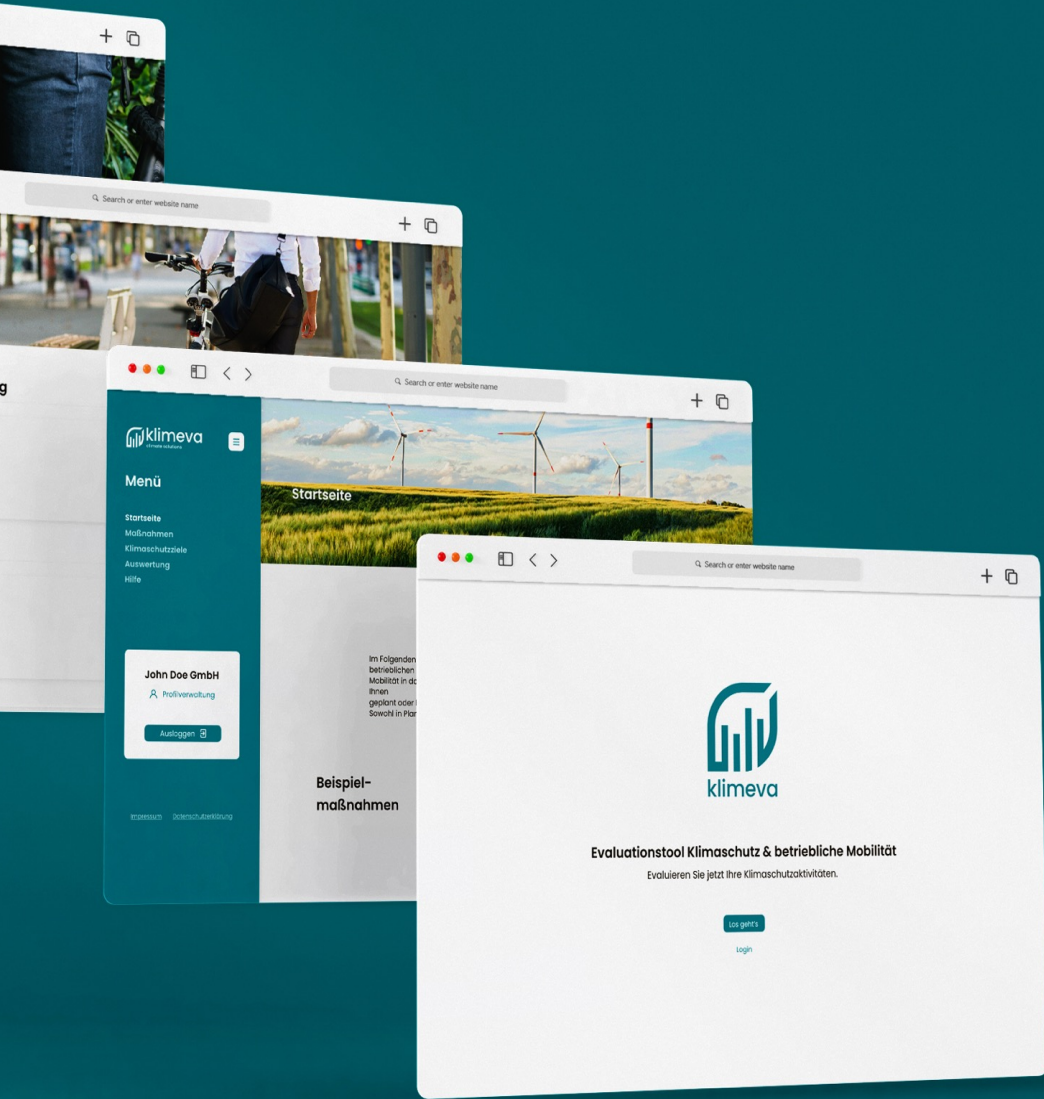 Search or enter website name
g
Search or enter website name
klimeva
climate solutions
Menü
Startseite
Maßnahmen
Klimaschutzziele
Auswertung
Hilfe
John Doe GmbH
Profilverwaltung
Ausloggen
Impressum Datenschutzerklärung
Startseite
Im Folgenden
betrieblichen
Mobilität in
Ihnen
geplant oder
Sowohl in
Beispiel-
maßnahmen
Search or enter website name
klimeva
Evaluationstool Klimaschutz & betriebliche Mobilität
Evaluieren Sie jetzt Ihre Klimaschutzaktivitäten.
Los geht's
Login